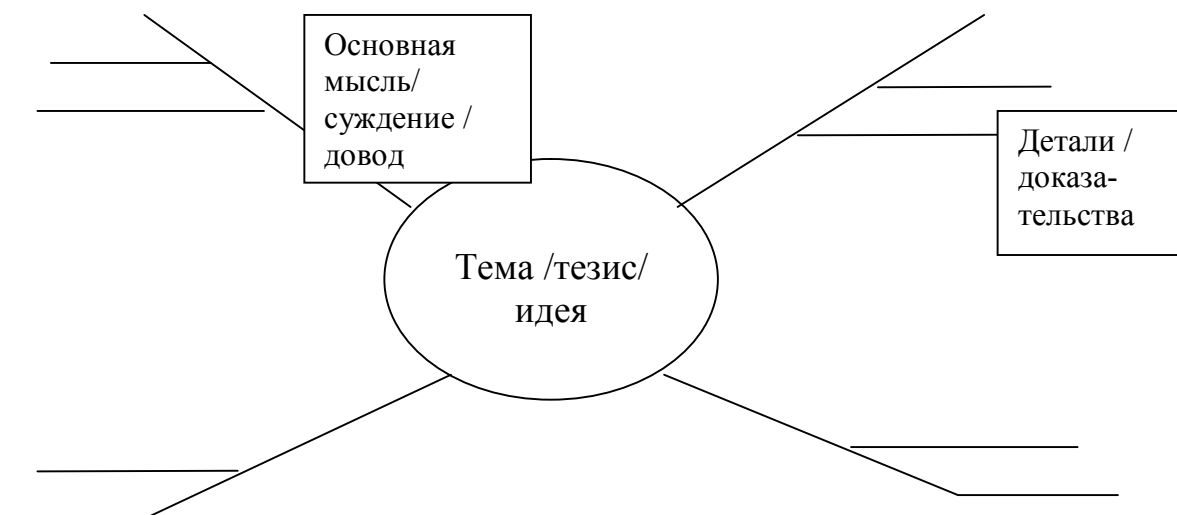 Основная
мысль/
суждение /
довод
Детали /
доказа-
тельства
Тема /тезис/
идея